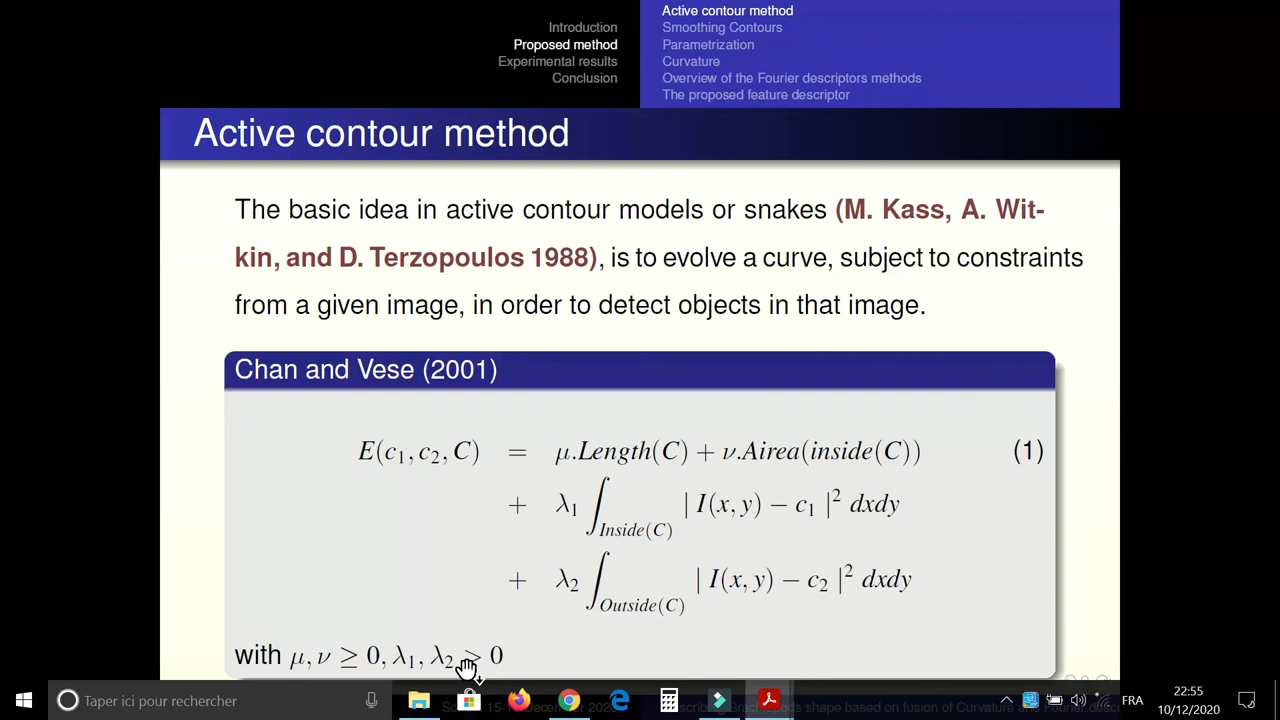 Introduction
Proposed method
Experimental results
Conclusion
Active contour method
Smoothing Contours
Parametrization
Curvature
Overview of the Fourier descriptors methods
The proposed feature descriptor
Active contour method
The basic idea in active contour models or snakes (M. Kass, A. Wit-
kin, and D. Terzopoulos 1988), is to evolve a curve, subject to constraints
from a given image, in order to detect objects in that image.
Chan and Vese (2001)
E(c₁, c₂, C) = μ.Length(C) + ν.Airea(inside(C)) (1)
+ λ₁ ∫_Inside(C) | I(x, y) − c₁ |² dxdy
+ λ₂ ∫_Outside(C) | I(x, y) − c₂ |² dxdy
with μ, ν ≥ 0, λ₁, λ₂ > 0
Taper ici pour rechercher
FRA
22:55
10/12/2020